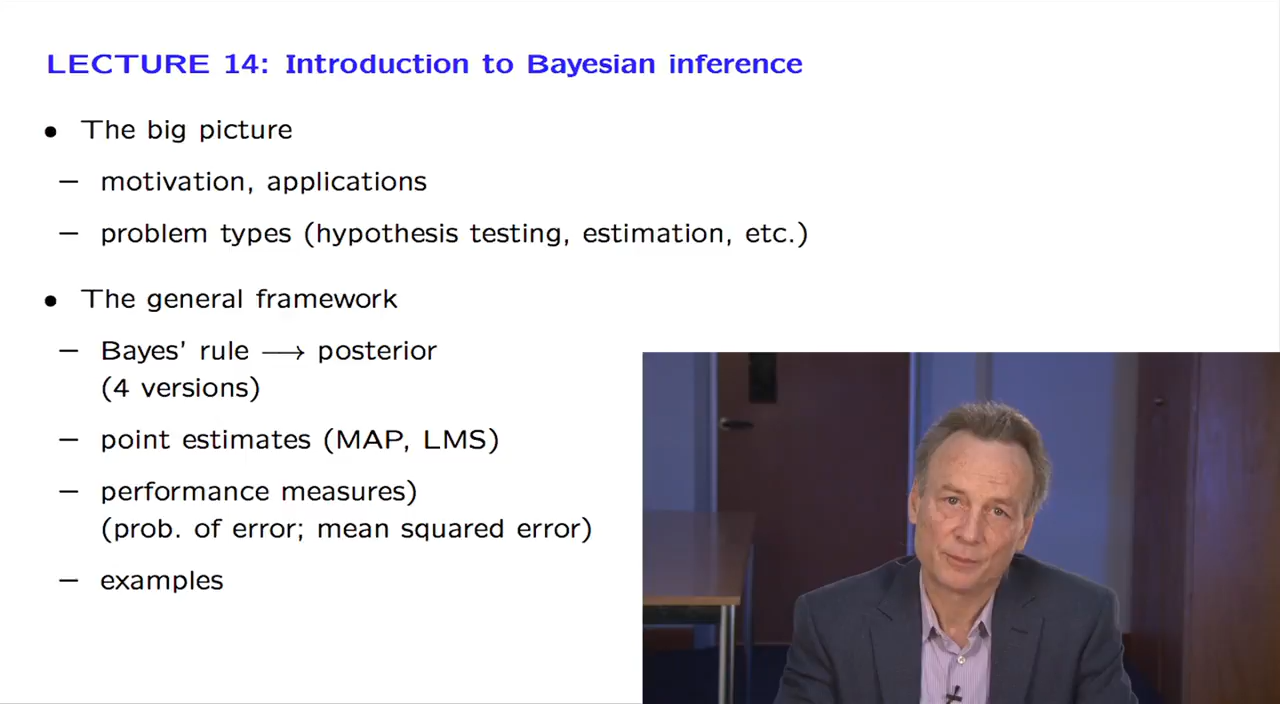 LECTURE 14: Introduction to Bayesian inference
• The big picture
– motivation, applications
– problem types (hypothesis testing, estimation, etc.)
• The general framework
– Bayes' rule ⟶ posterior
(4 versions)
– point estimates (MAP, LMS)
– performance measures)
(prob. of error; mean squared error)
– examples